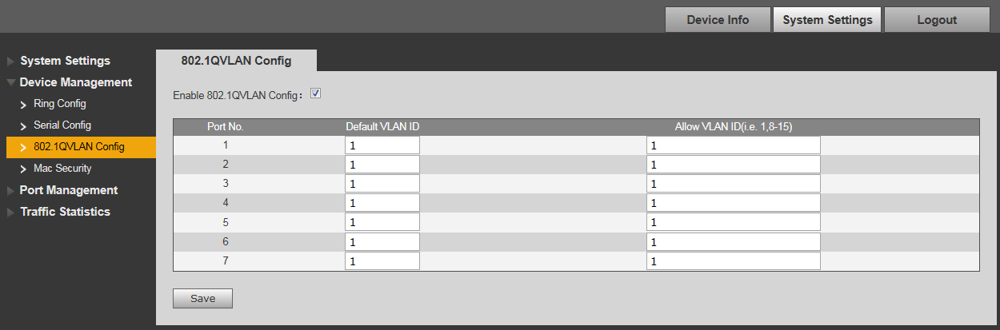 Device Info System Settings Logout
System Settings
Device Management
Ring Config
Serial Config
802.1QVLAN Config
Mac Security
Port Management
Traffic Statistics
802.1QVLAN Config
Enable 802.1QVLAN Config:
Port No. Default VLAN ID Allow VLAN ID(i.e. 1,8-15)
1 1 1
2 1 1
3 1 1
4 1 1
5 1 1
6 1 1
7 1 1
Save